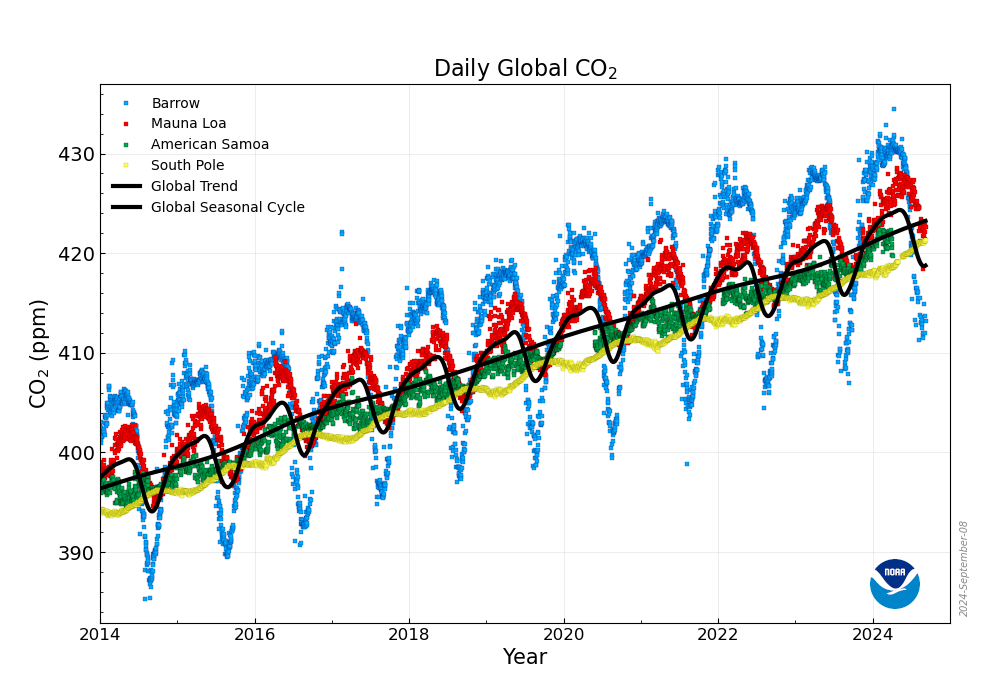 Daily Global CO₂
Barrow
Mauna Loa
American Samoa
South Pole
Global Trend
Global Seasonal Cycle
430
420
410
400
390
CO₂ (ppm)
2014 2016 2018 2020 2022 2024
Year
NOAA
2024-September-08